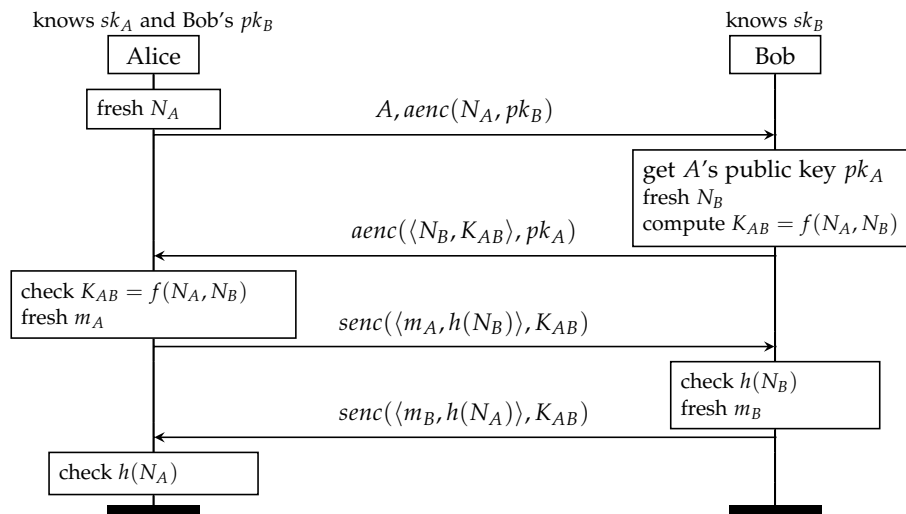 knows sk_A and Bob's pk_B
knows sk_B
Alice
Bob
fresh N_A
A, aenc(N_A, pk_B)
get A's public key pk_A
fresh N_B
compute K_AB = f(N_A, N_B)
aenc(⟨N_B, K_AB⟩, pk_A)
check K_AB = f(N_A, N_B)
fresh m_A
senc(⟨m_A, h(N_B)⟩, K_AB)
check h(N_B)
fresh m_B
senc(⟨m_B, h(N_A)⟩, K_AB)
check h(N_A)